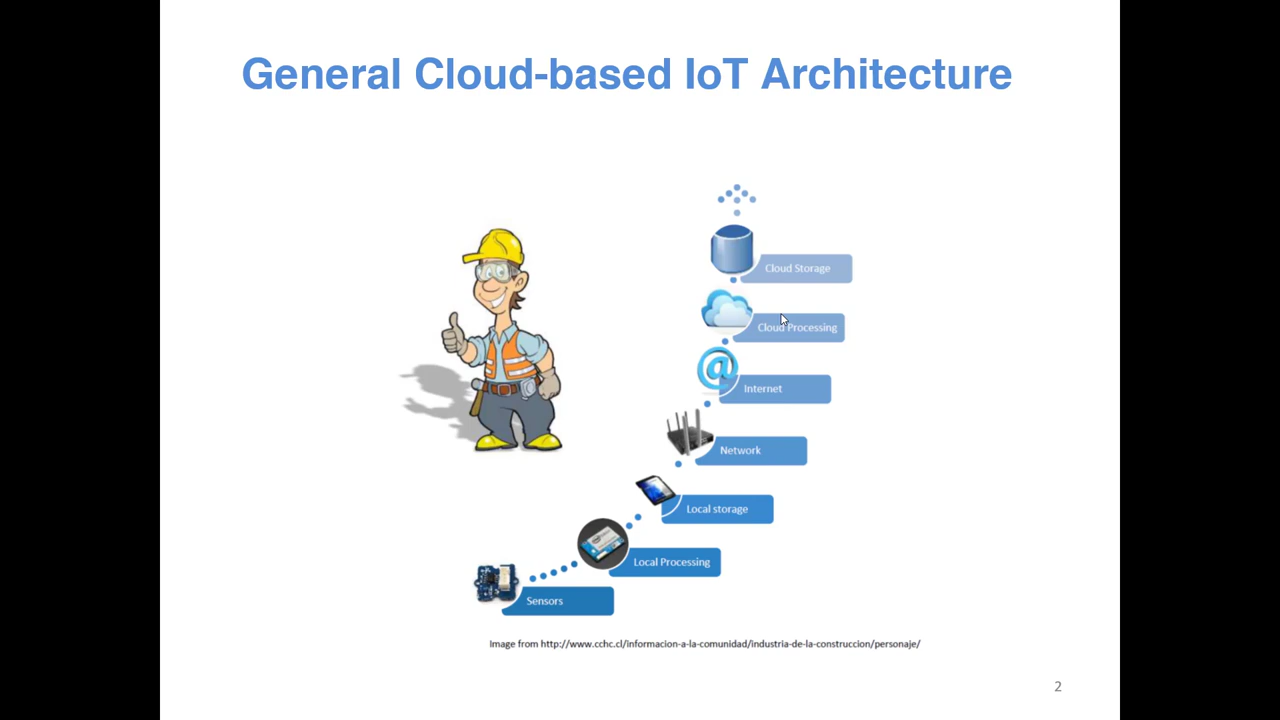 General Cloud-based IoT Architecture
Cloud Storage
Cloud Processing
@
Internet
Network
Local storage
Local Processing
Sensors
Image from http://www.cchc.cl/informacion-a-la-comunidad/industria-de-la-construccion/personaje/
2